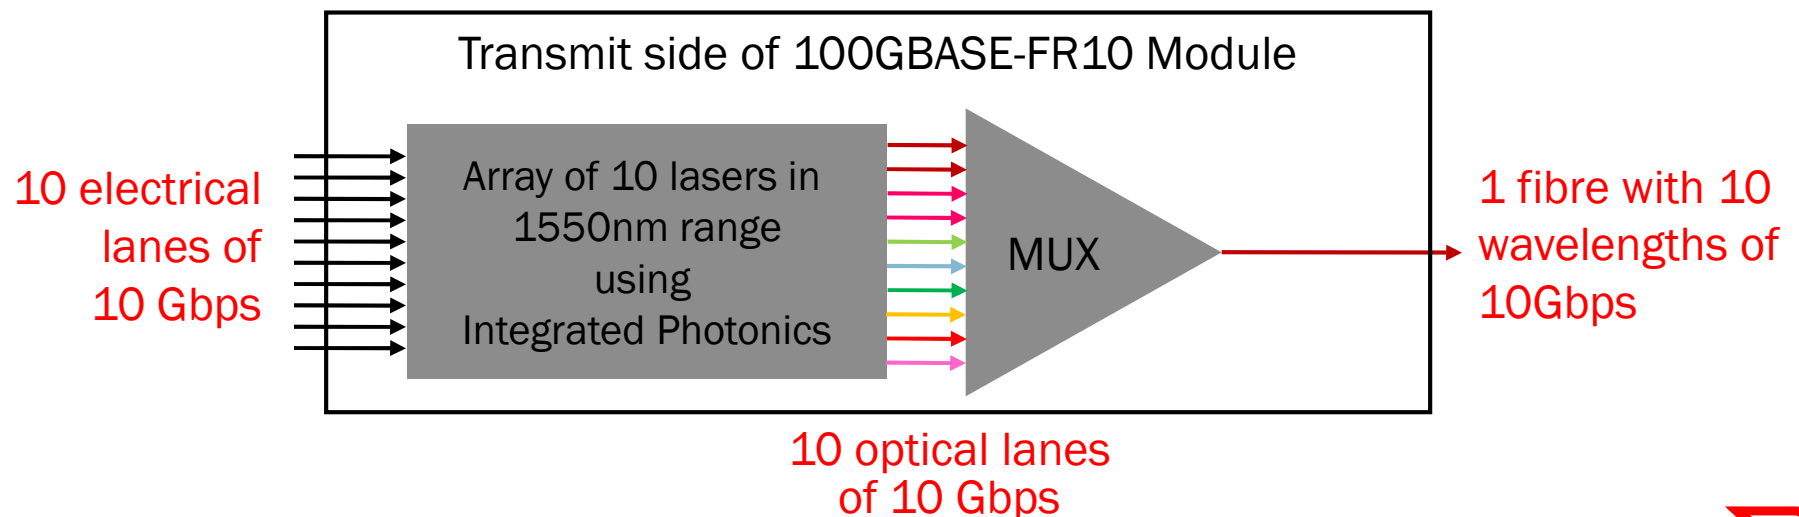 Transmit side of 100GBASE-FR10 Module
10 electrical
lanes of
10 Gbps
Array of 10 lasers in
1550nm range
using
Integrated Photonics
MUX
1 fibre with 10
wavelengths of
10Gbps
10 optical lanes
of 10 Gbps